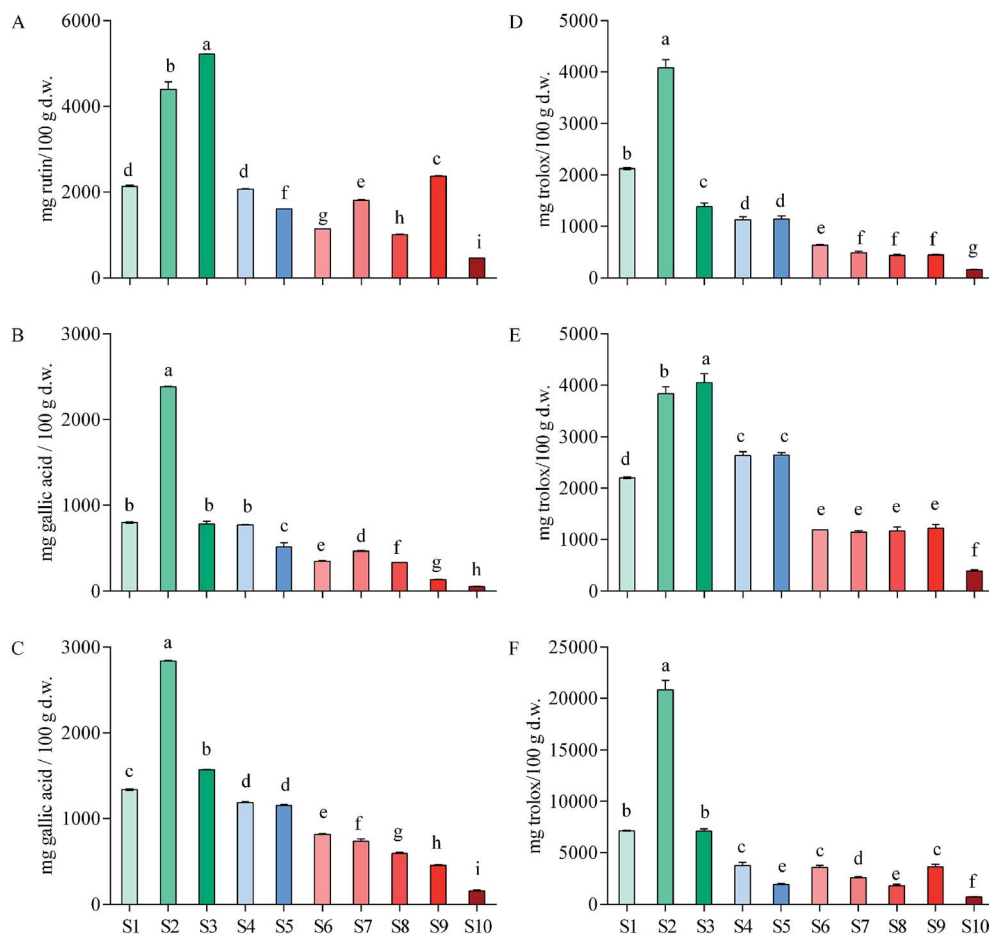 A
mg rutin/100 g d.w.
6000
4000
2000
0
d b a d f g e h c i
B
mg gallic acid / 100 g d.w.
3000
2000
1000
0
b a b b c e d f g h
C
mg gallic acid / 100 g d.w.
3000
2000
1000
0
c a b d d e f g h i
S1 S2 S3 S4 S5 S6 S7 S8 S9 S10
D
mg trolox/100 g d.w.
5000
4000
3000
2000
1000
0
b a c d d e f f f g
E
mg trolox/100 g d.w.
5000
4000
3000
2000
1000
0
d b a c c e e e e f
F
mg trolox/100 g d.w.
25000
20000
15000
10000
5000
0
b a b c e c d e c f
S1 S2 S3 S4 S5 S6 S7 S8 S9 S10